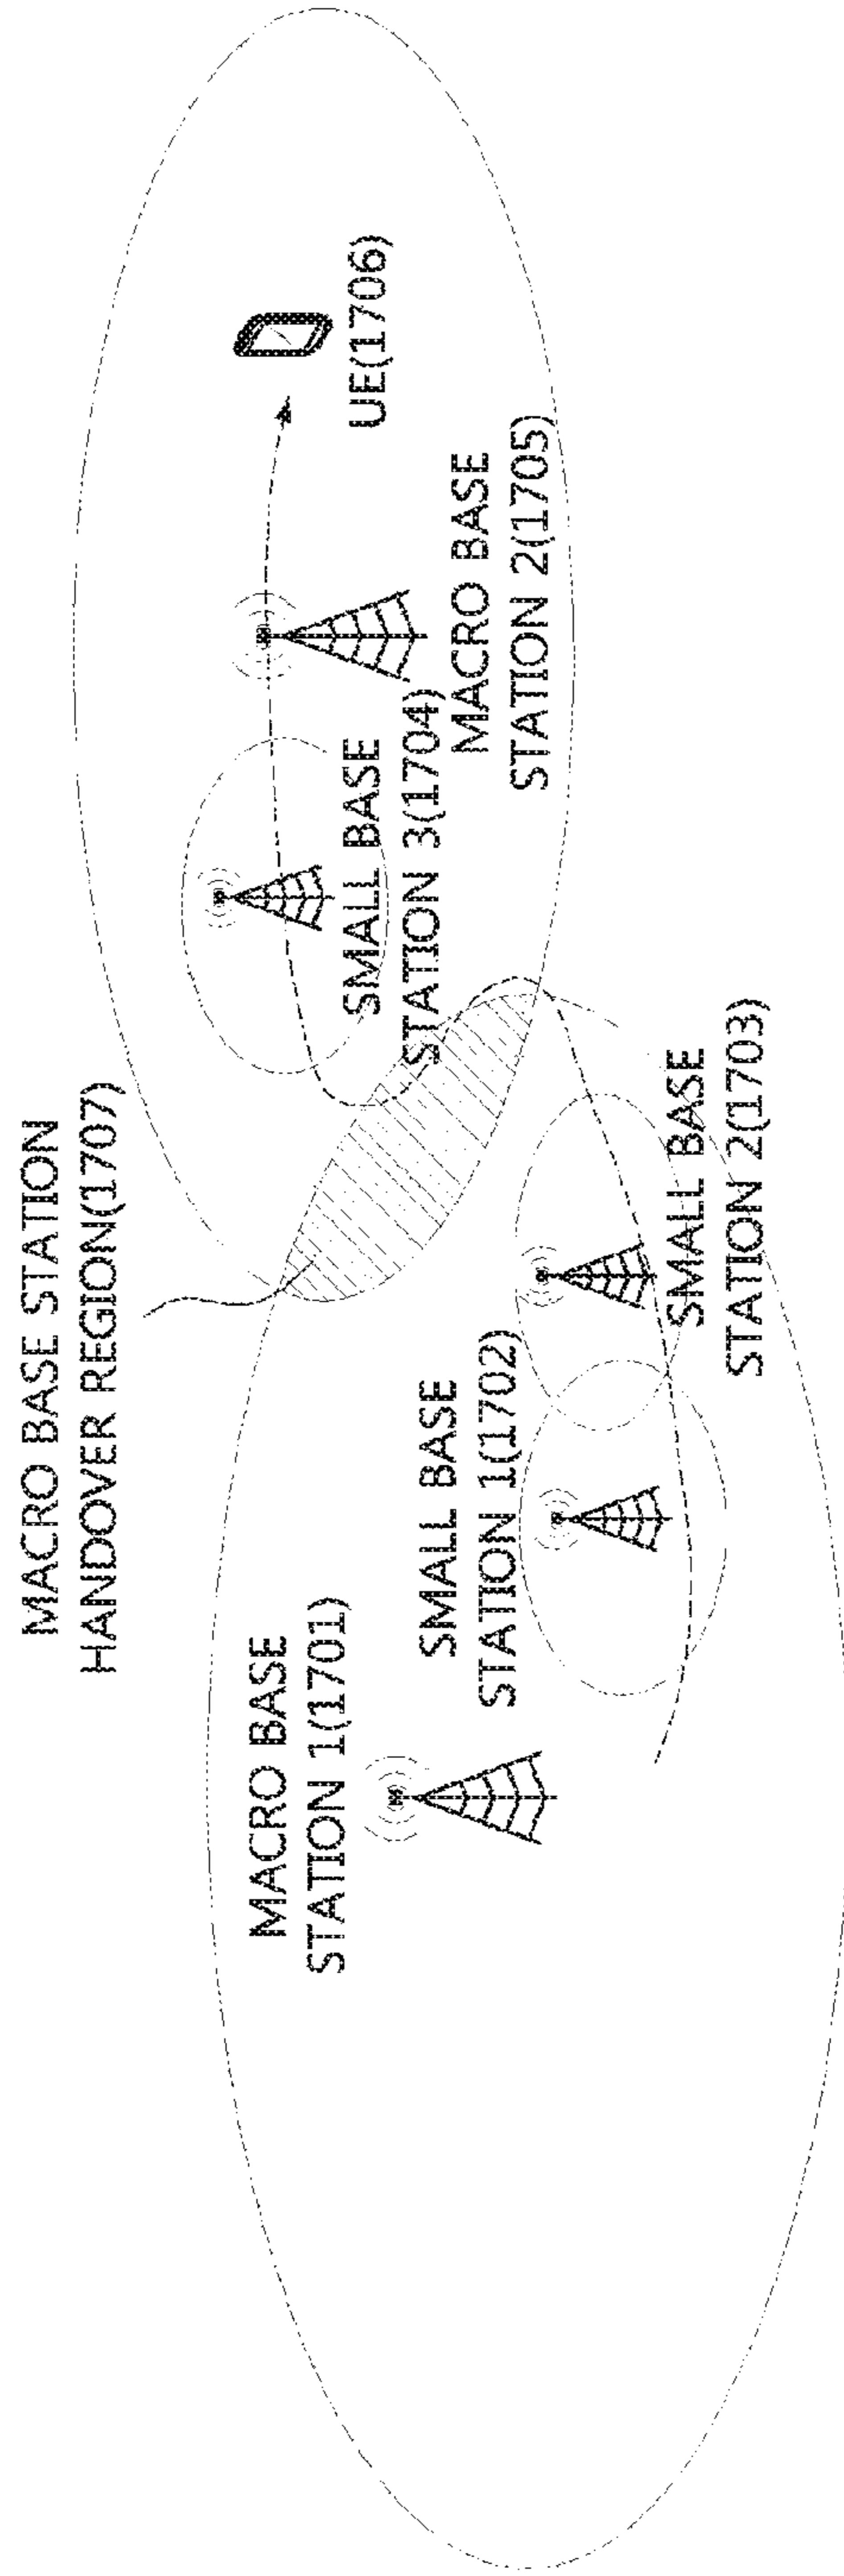 MACRO BASE STATION
HANDOVER REGION(1707)
MACRO BASE
STATION 1(1701)
SMALL BASE
STATION 1(1702)
SMALL BASE
STATION 2(1703)
SMALL BASE
STATION 3(1704)
MACRO BASE
STATION 2(1705)
UE(1706)